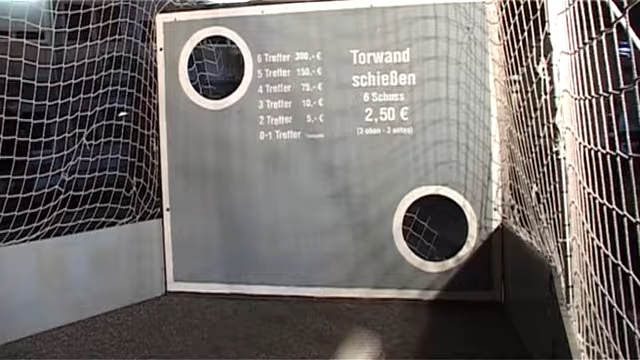 6 Treffer 300,-€
5 Treffer 150,-€
4 Treffer 75,-€
3 Treffer 10,-€
2 Treffer 5,-€
0-1 Treffer
Torwand
schießen
6 Schuss
2,50 €
(3 oben - 3 unten)